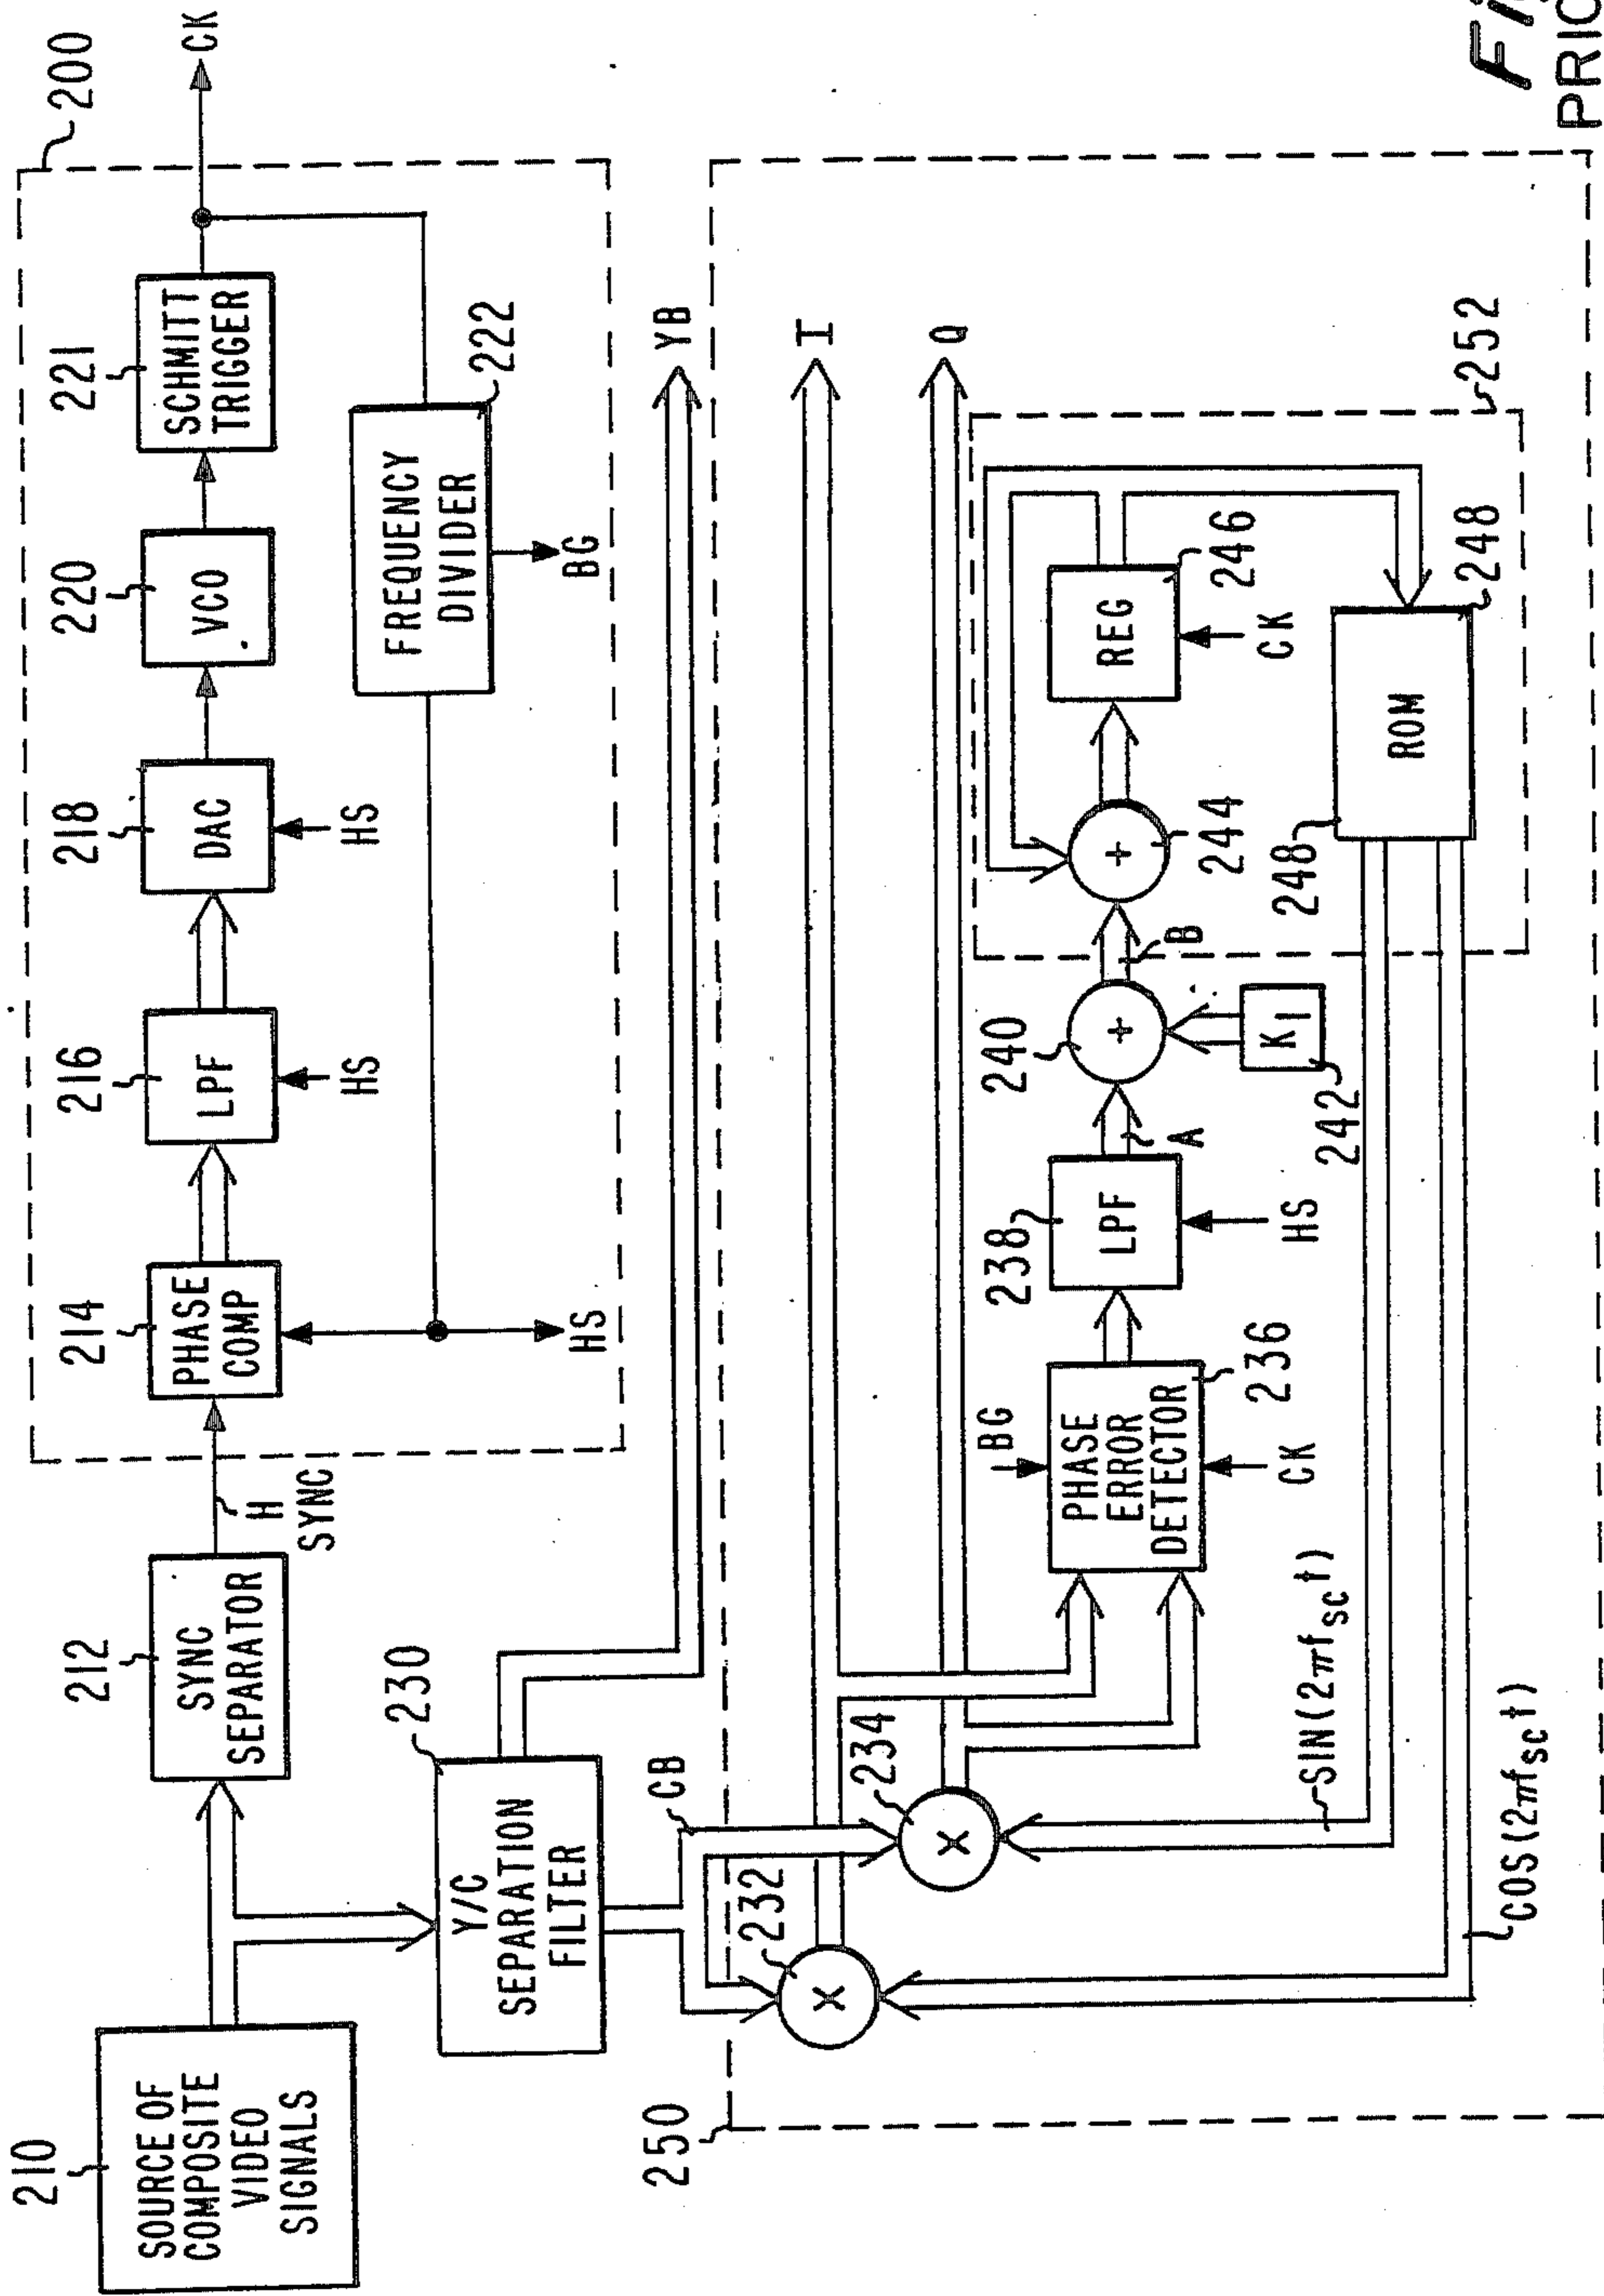 210
SOURCE OF
COMPOSITE
VIDEO
SIGNALS
212
SYNC
SEPARATOR
H
SYNC
200
214
PHASE
COMP
216
LPF
HS
218
DAC
HS
220
VCO
221
SCHMITT
TRIGGER
CK
222
FREQUENCY
DIVIDER
BG
HS
230
Y/C
SEPARATION
FILTER
YB
CB
250
232
X
234
X
I
Q
BG
PHASE
ERROR
DETECTOR
236
CK
238
LPF
HS
A
240
+
K1
242
B
252
244
+
REG
246
CK
248
ROM
248
SIN(2πfsc t)
COS(2πfsc t)